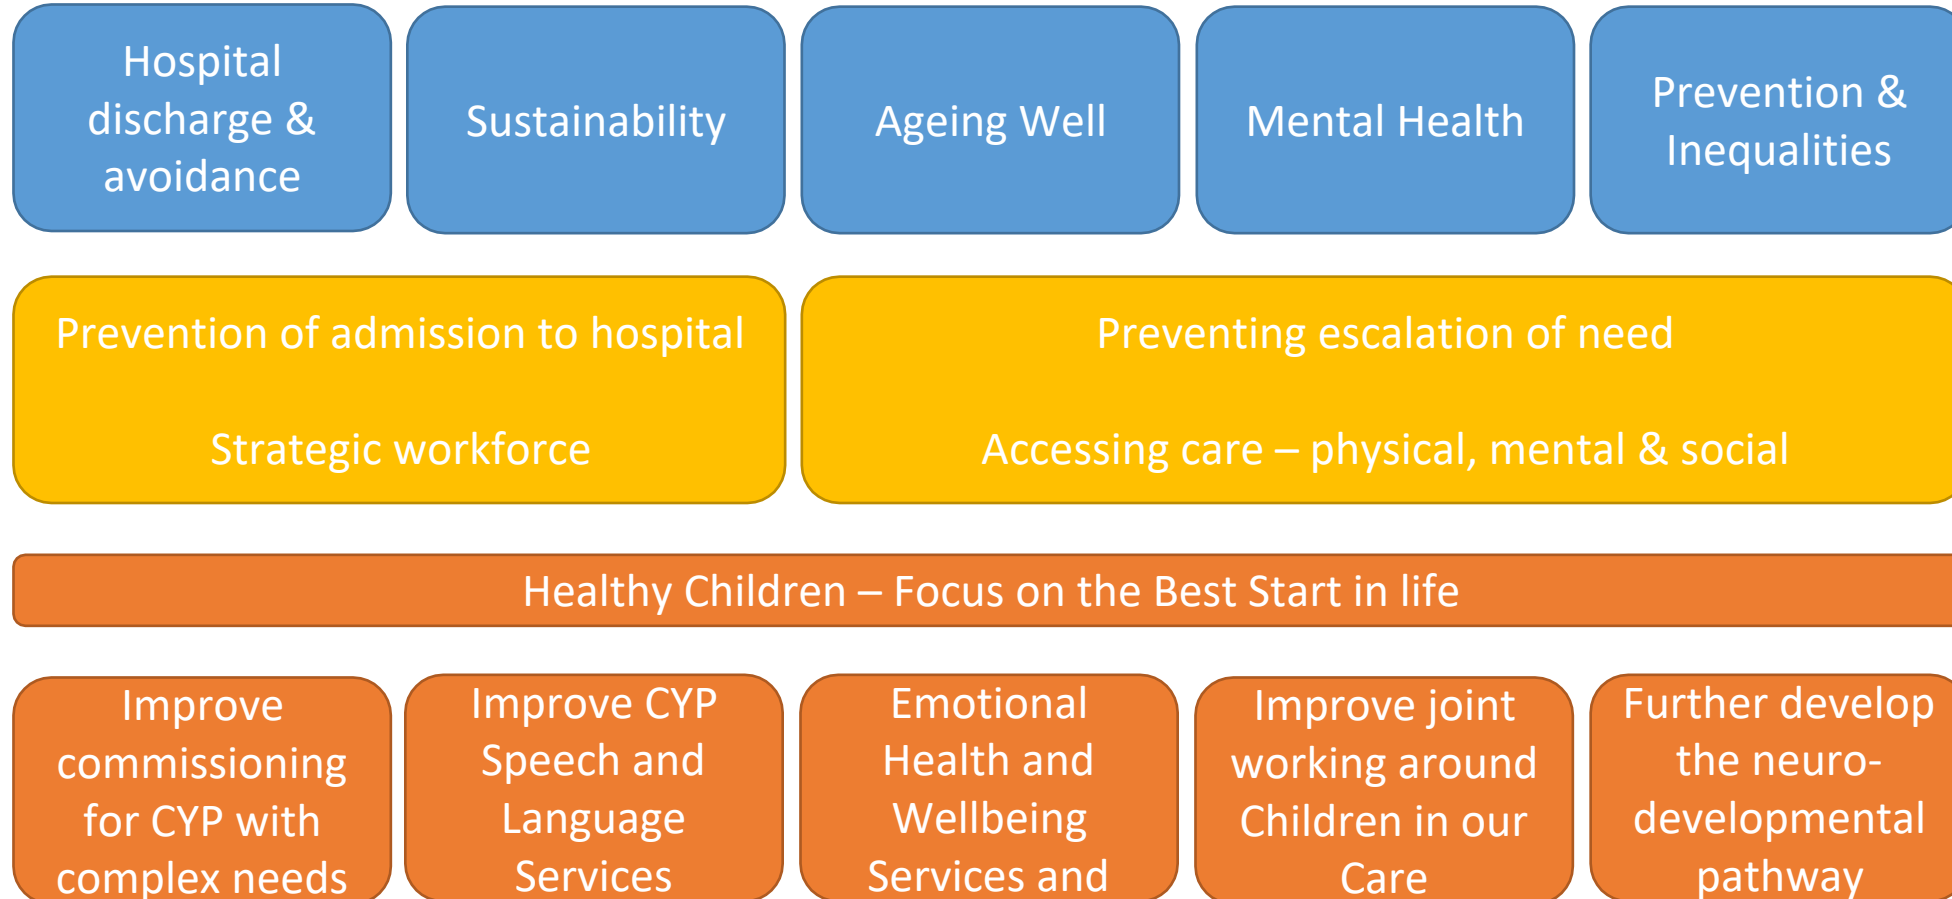 Hospital
discharge &
avoidance
Sustainability
Ageing Well
Mental Health
Prevention &
Inequalities
Prevention of admission to hospital
Strategic workforce
Preventing escalation of need
Accessing care – physical, mental & social
Healthy Children – Focus on the Best Start in life
Improve
commissioning
for CYP with
complex needs
Improve CYP
Speech and
Language
Services
Emotional
Health and
Wellbeing
Services and
Improve joint
working around
Children in our
Care
Further develop
the neuro-
developmental
pathway